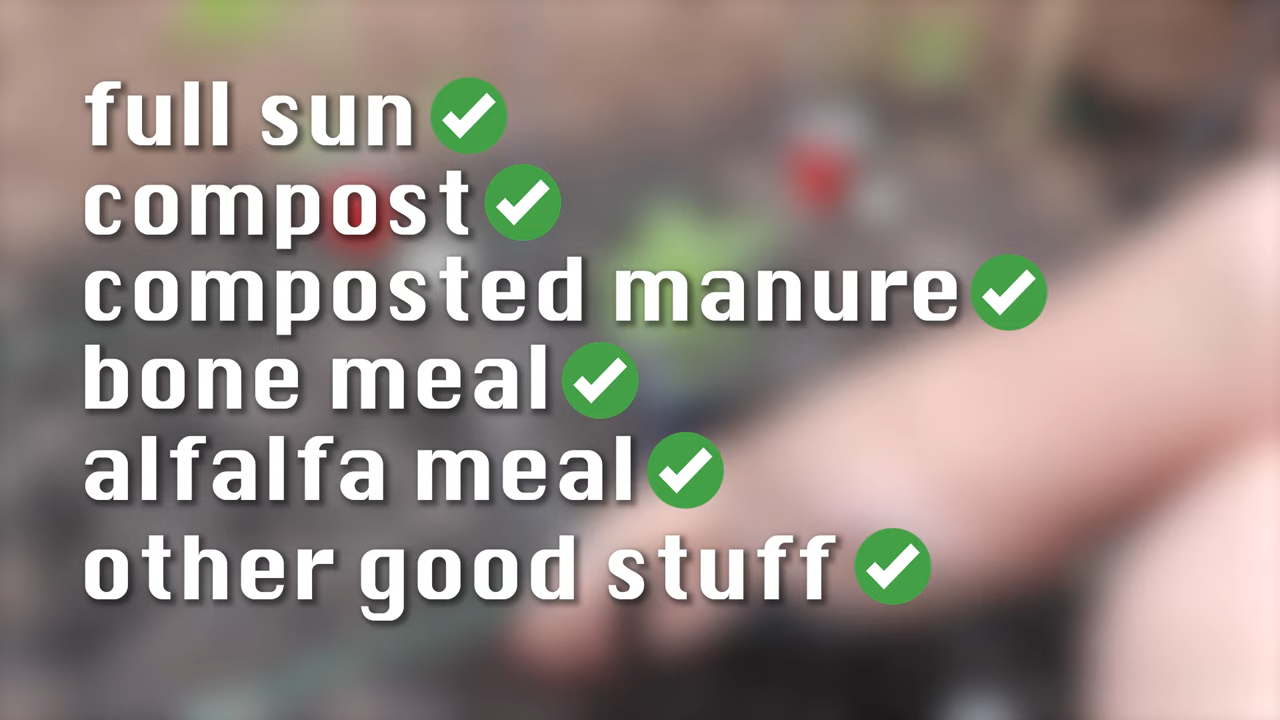 full sun
compost
composted manure
bone meal
alfalfa meal
other good stuff